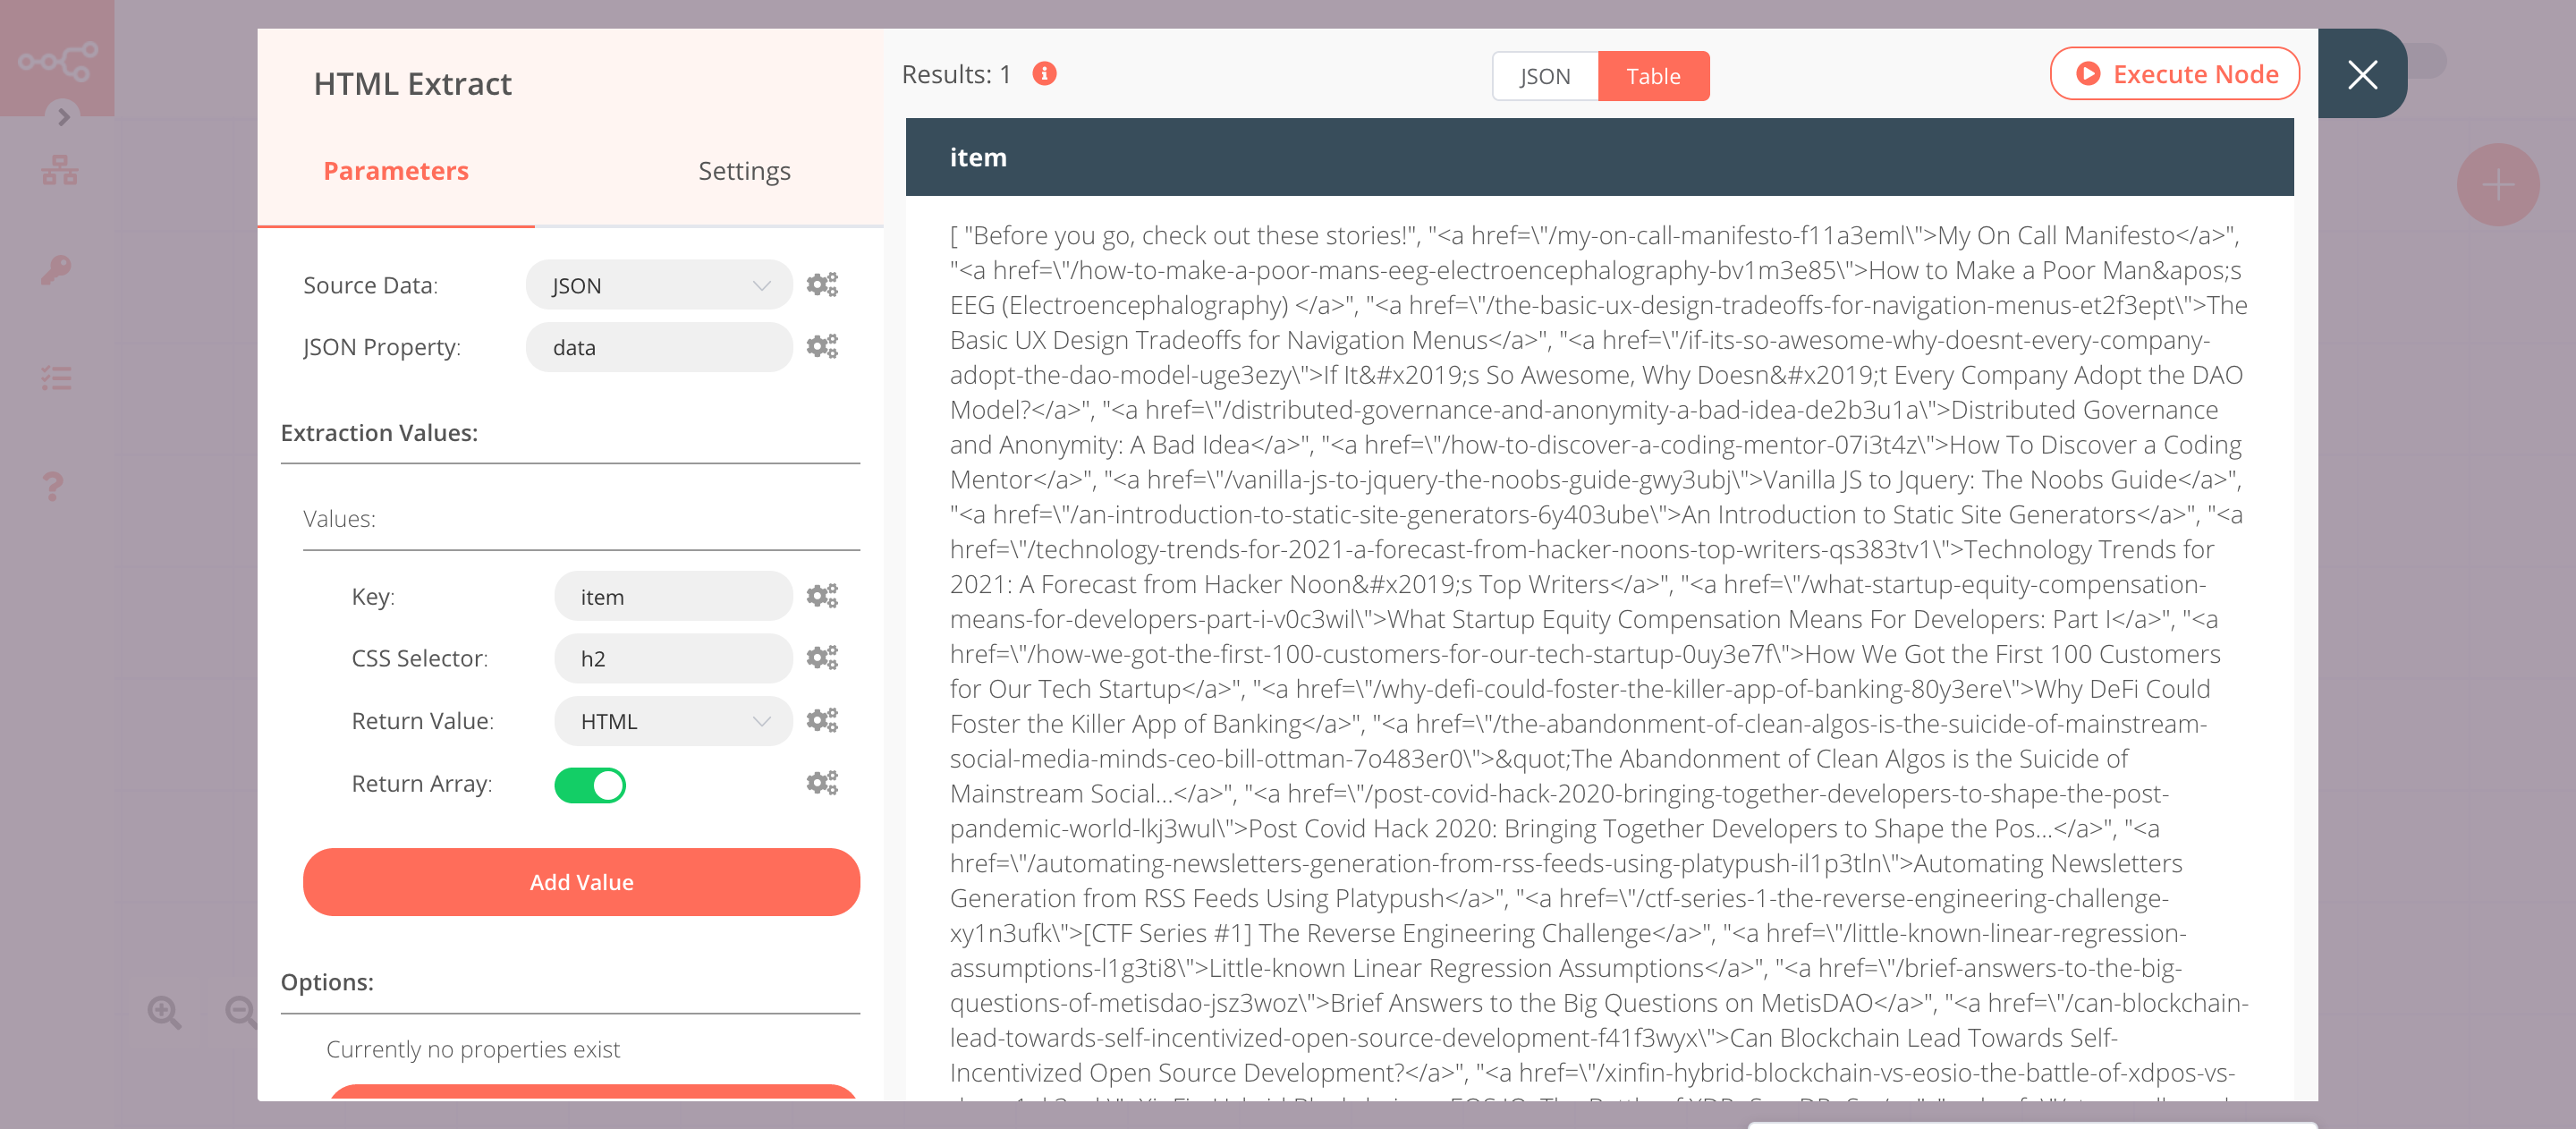 HTML Extract
Parameters
Settings
Source Data:
JSON
JSON Property:
data
Extraction Values:
Values:
Key:
item
CSS Selector:
h2
Return Value:
HTML
Return Array:
Add Value
Options:
Currently no properties exist
Results: 1
JSON
Table
Execute Node
item
[ "Before you go, check out these stories!", "<a href=\"/my-on-call-manifesto-f11a3eml\">My On Call Manifesto</a>",
"<a href=\"/how-to-make-a-poor-mans-eeg-electroencephalography-bv1m3e85\">How to Make a Poor Man&apos;s
EEG (Electroencephalography) </a>", "<a href=\"/the-basic-ux-design-tradeoffs-for-navigation-menus-et2f3ept\">The
Basic UX Design Tradeoffs for Navigation Menus</a>", "<a href=\"/if-its-so-awesome-why-doesnt-every-company-
adopt-the-dao-model-uge3ezy\">If It&#x2019;s So Awesome, Why Doesn&#x2019;t Every Company Adopt the DAO
Model?</a>", "<a href=\"/distributed-governance-and-anonymity-a-bad-idea-de2b3u1a\">Distributed Governance
and Anonymity: A Bad Idea</a>", "<a href=\"/how-to-discover-a-coding-mentor-07i3t4z\">How To Discover a Coding
Mentor</a>", "<a href=\"/vanilla-js-to-jquery-the-noobs-guide-gwy3ubj\">Vanilla JS to Jquery: The Noobs Guide</a>",
"<a href=\"/an-introduction-to-static-site-generators-6y403ube\">An Introduction to Static Site Generators</a>", "<a
href=\"/technology-trends-for-2021-a-forecast-from-hacker-noons-top-writers-qs383tv1\">Technology Trends for
2021: A Forecast from Hacker Noon&#x2019;s Top Writers</a>", "<a href=\"/what-startup-equity-compensation-
means-for-developers-part-i-v0c3wil\">What Startup Equity Compensation Means For Developers: Part I</a>", "<a
href=\"/how-we-got-the-first-100-customers-for-our-tech-startup-0uy3e7f\">How We Got the First 100 Customers
for Our Tech Startup</a>", "<a href=\"/why-defi-could-foster-the-killer-app-of-banking-80y3ere\">Why DeFi Could
Foster the Killer App of Banking</a>", "<a href=\"/the-abandonment-of-clean-algos-is-the-suicide-of-mainstream-
social-media-minds-ceo-bill-ottman-7o483er0\">&quot;The Abandonment of Clean Algos is the Suicide of
Mainstream Social...</a>", "<a href=\"/post-covid-hack-2020-bringing-together-developers-to-shape-the-post-
pandemic-world-lkj3wul\">Post Covid Hack 2020: Bringing Together Developers to Shape the Pos...</a>", "<a
href=\"/automating-newsletters-generation-from-rss-feeds-using-platypush-il1p3tln\">Automating Newsletters
Generation from RSS Feeds Using Platypush</a>", "<a href=\"/ctf-series-1-the-reverse-engineering-challenge-
xy1n3ufk\">[CTF Series #1] The Reverse Engineering Challenge</a>", "<a href=\"/little-known-linear-regression-
assumptions-l1g3ti8\">Little-known Linear Regression Assumptions</a>", "<a href=\"/brief-answers-to-the-big-
questions-of-metisdao-jsz3woz\">Brief Answers to the Big Questions on MetisDAO</a>", "<a href=\"/can-blockchain-
lead-towards-self-incentivized-open-source-development-f41f3wyx\">Can Blockchain Lead Towards Self-
Incentivized Open Source Development?</a>", "<a href=\"/xinfin-hybrid-blockchain-vs-eosio-the-battle-of-xdpos-vs-